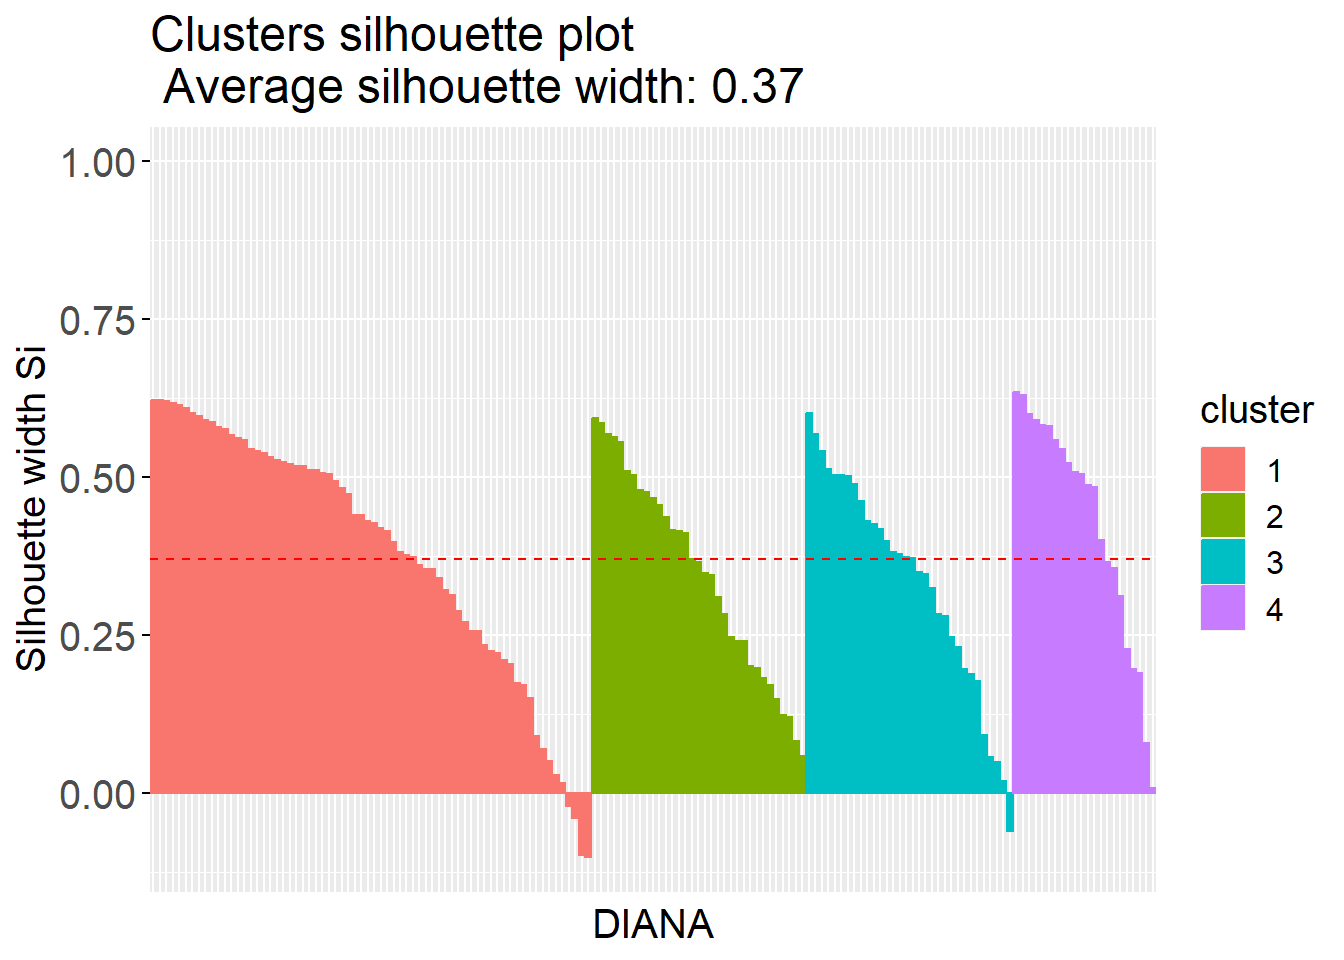 Clusters silhouette plot
Average silhouette width: 0.37
1.00
0.75
0.50
0.25
0.00
Silhouette width Si
DIANA
cluster
1
2
3
4